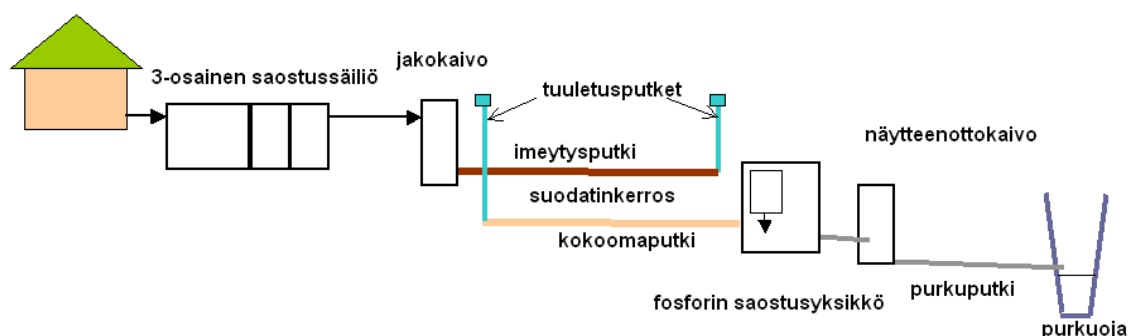 3-osainen saostussäiliö
jakokaivo
tuuletusputket
imeytysputki
suodatinkerros
kokoomaputki
näytteenottokaivo
fosforin saostusyksikkö
purkuputki
purkuoja